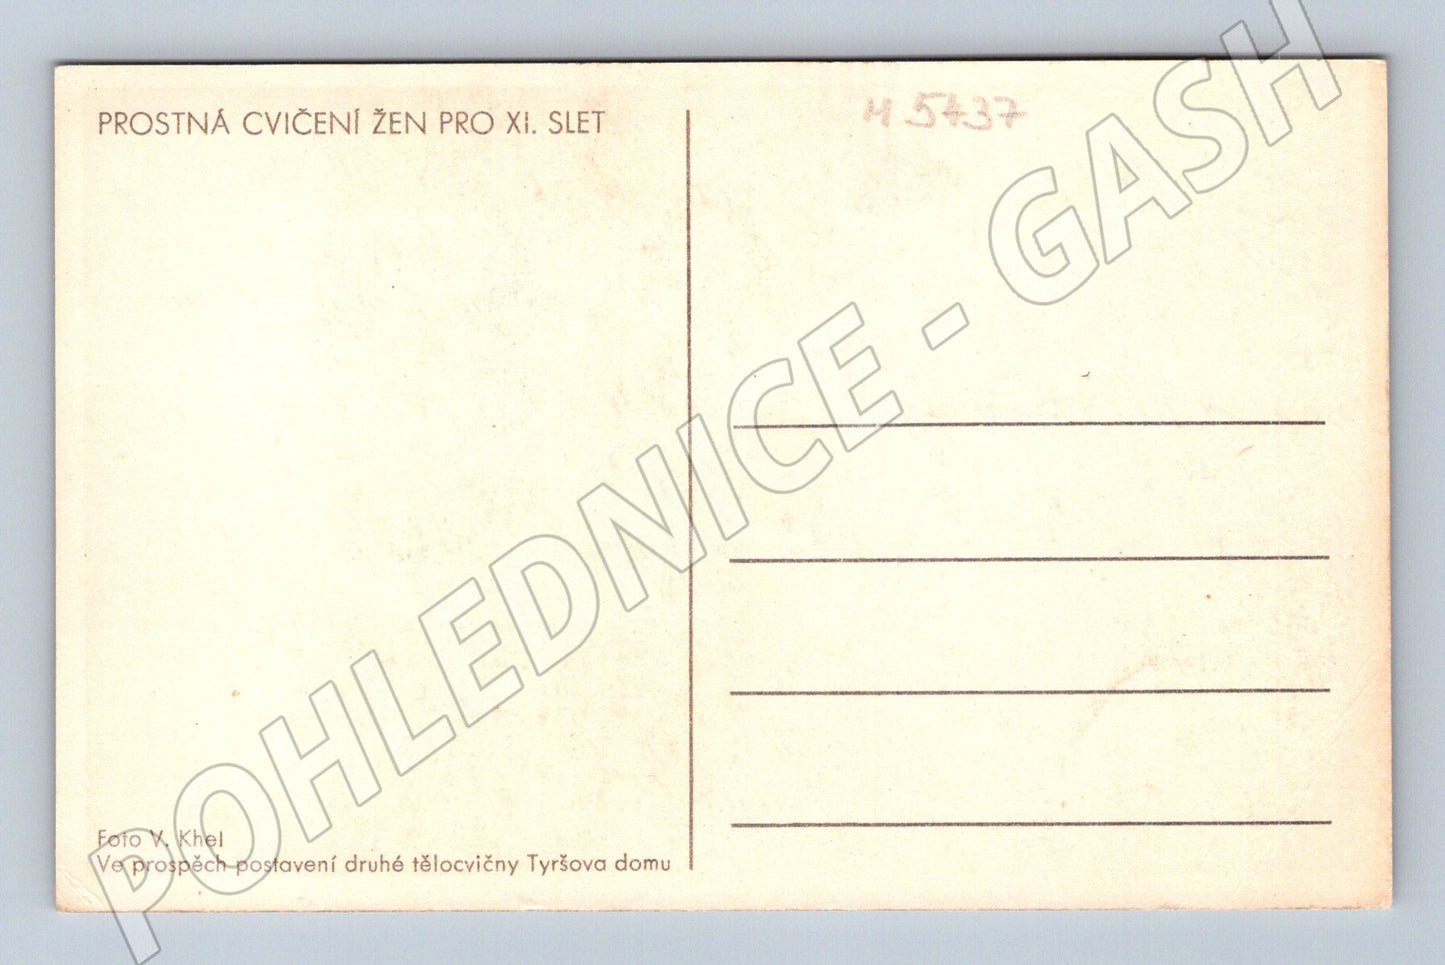 PROSTNÁ CVIČENÍ ŽEN PRO XI. SLET
M 5437
POHLEDNICE - GASH
Foto V. Khel
Ve prospěch postavení druhé tělocvičny Tyršova domu